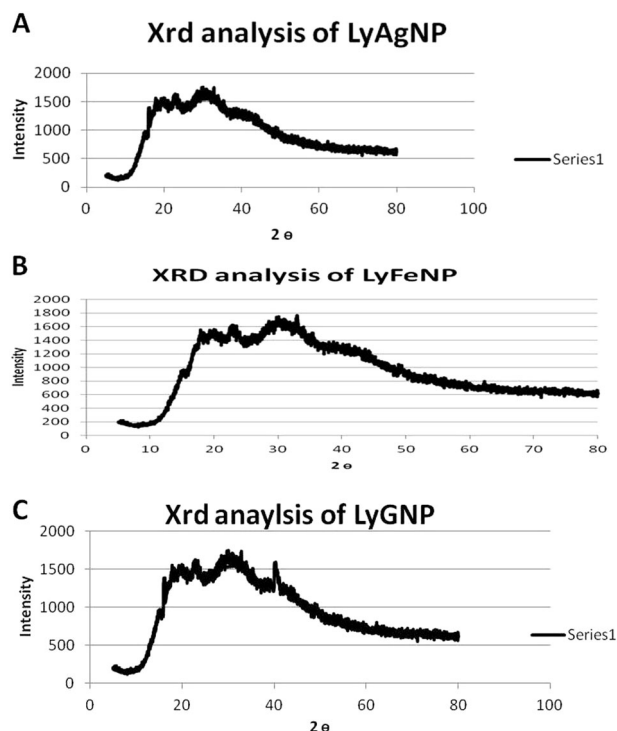 A
Xrd analysis of LyAgNP
2000
1500
1000
500
0
Intensity
0 20 40 60 80 100
2 ɵ
Series1
B
XRD analysis of LyFeNP
2000
1800
1600
1400
1200
1000
800
600
400
200
0
Intensity
0 10 20 30 40 50 60 70 80
2 ɵ
C
Xrd anaylsis of LyGNP
2000
1500
1000
500
0
Intensity
0 20 40 60 80 100
2 ɵ
Series1